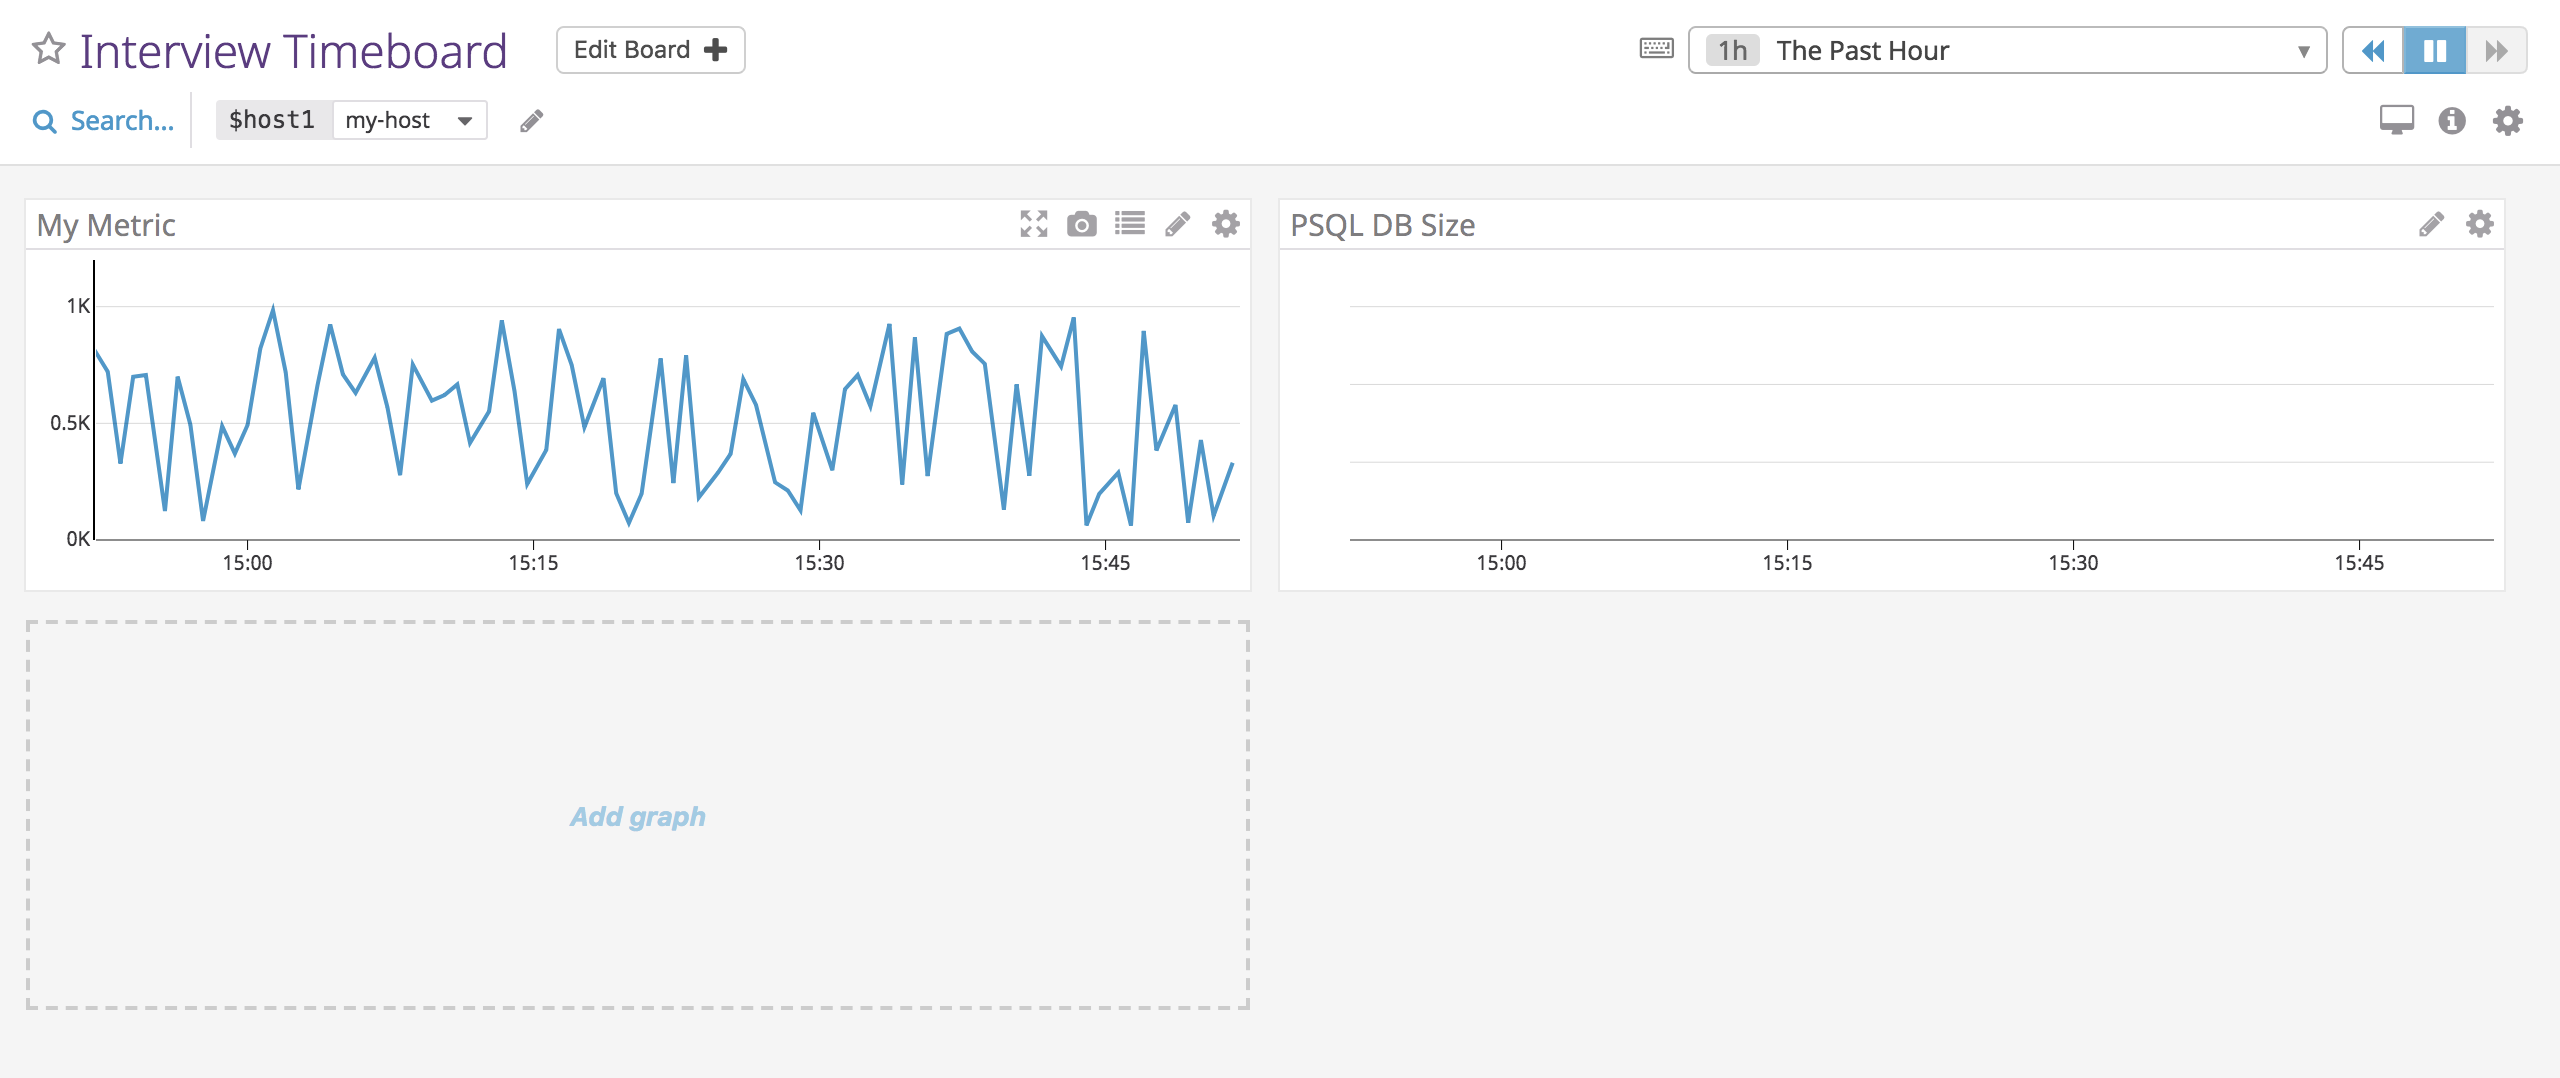 Interview Timeboard
Edit Board
1h The Past Hour
Search...
$host1 my-host
My Metric
1K
0.5K
0K
15:00 15:15 15:30 15:45
PSQL DB Size
15:00 15:15 15:30 15:45
Add graph